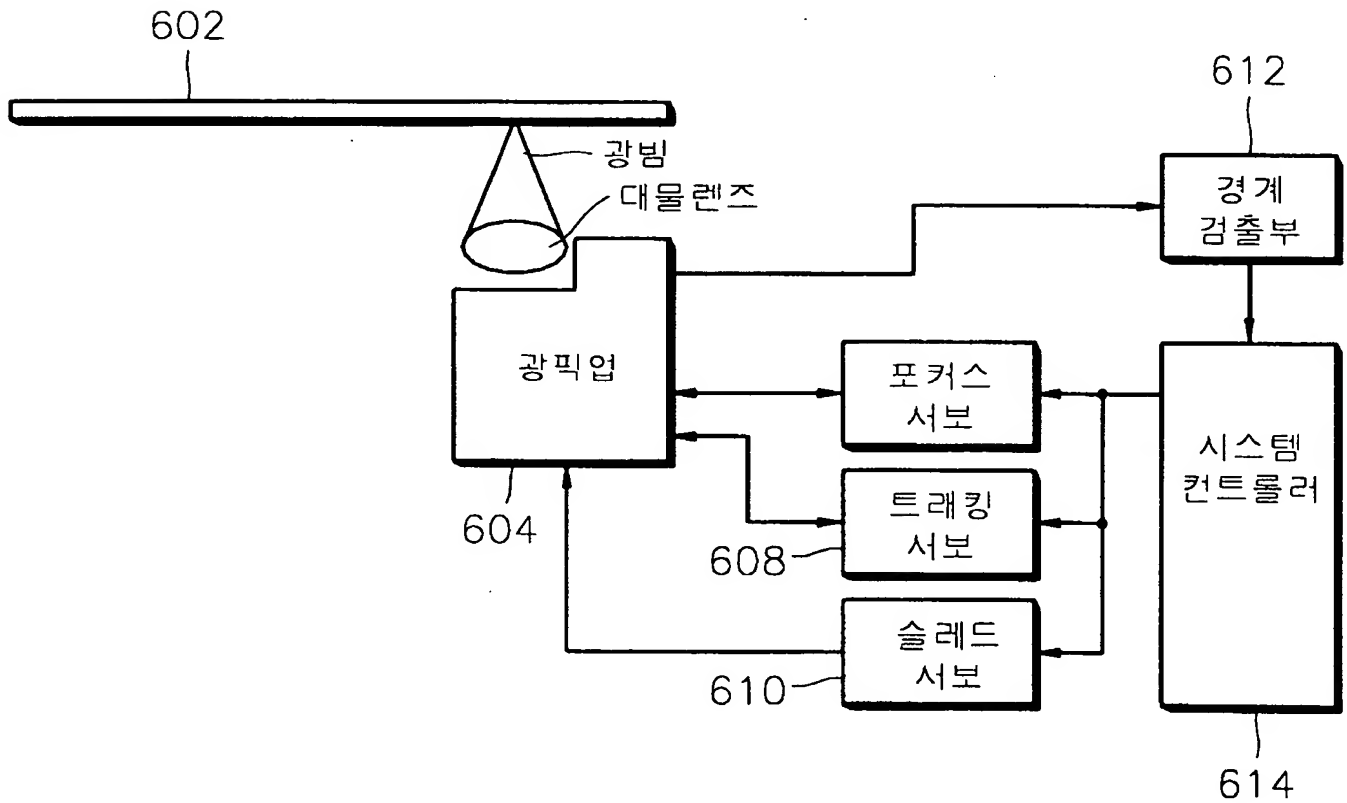 602
612
광빔
대물렌즈
경계
검출부
광픽업
포커스
서보
시스템
컨트롤러
604
트래킹
서보
608
슬레드
서보
610
614